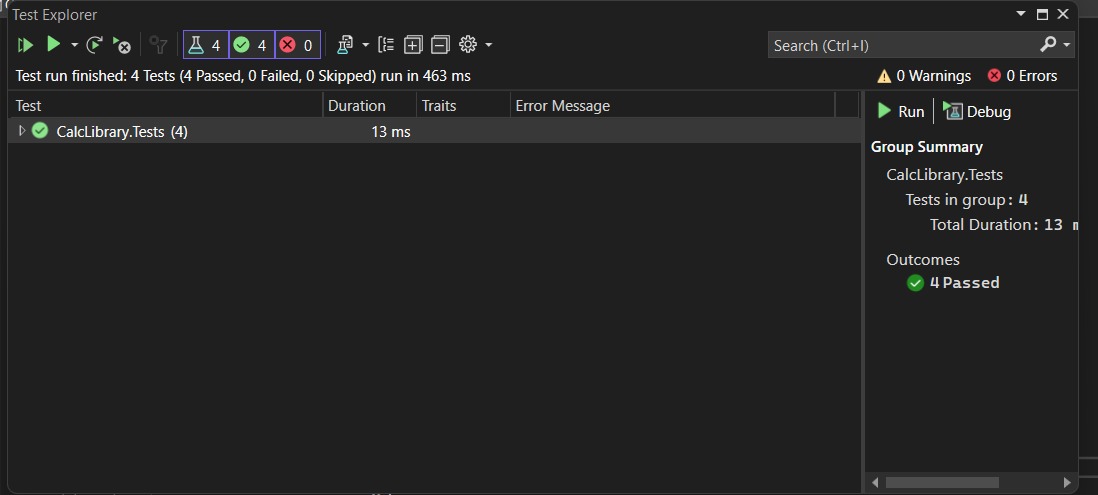 Test Explorer
4 4 0
Search (Ctrl+I)
Test run finished: 4 Tests (4 Passed, 0 Failed, 0 Skipped) run in 463 ms
0 Warnings 0 Errors
Test Duration Traits Error Message
CalcLibrary.Tests (4) 13 ms
Run Debug
Group Summary
CalcLibrary.Tests
Tests in group: 4
Total Duration: 13
Outcomes
4 Passed